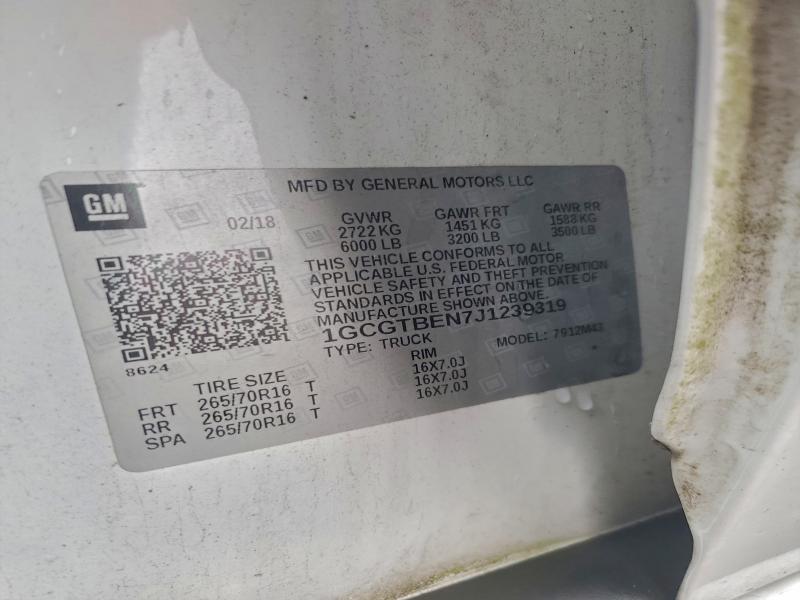 GM
MFD BY GENERAL MOTORS LLC
02/18
GVWR GAWR FRT GAWR RR
2722 KG 1451 KG 1588 KG
6000 LB 3200 LB 3500 LB
THIS VEHICLE CONFORMS TO ALL
APPLICABLE U.S. FEDERAL MOTOR
VEHICLE SAFETY AND THEFT PREVENTION
STANDARDS IN EFFECT ON THE DATE OF
MANUFACTURE SHOWN ABOVE.
1GCGTBEN7J1239319
TYPE: TRUCK MODEL: 7912M43
8624
TIRE SIZE RIM
FRT 265/70R16 T 16X7.0J
RR 265/70R16 T 16X7.0J
SPA 265/70R16 T 16X7.0J